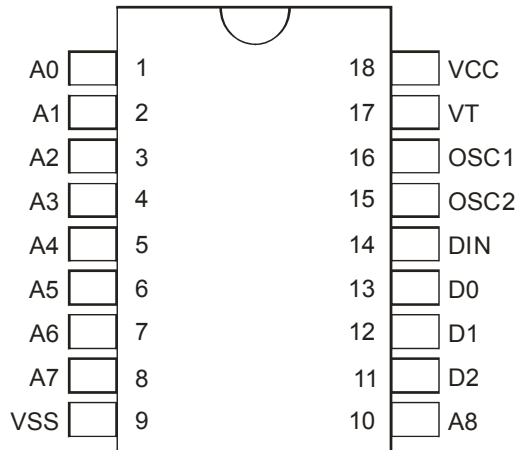 A0 1 18 VCC
A1 2 17 VT
A2 3 16 OSC1
A3 4 15 OSC2
A4 5 14 DIN
A5 6 13 D0
A6 7 12 D1
A7 8 11 D2
VSS 9 10 A8